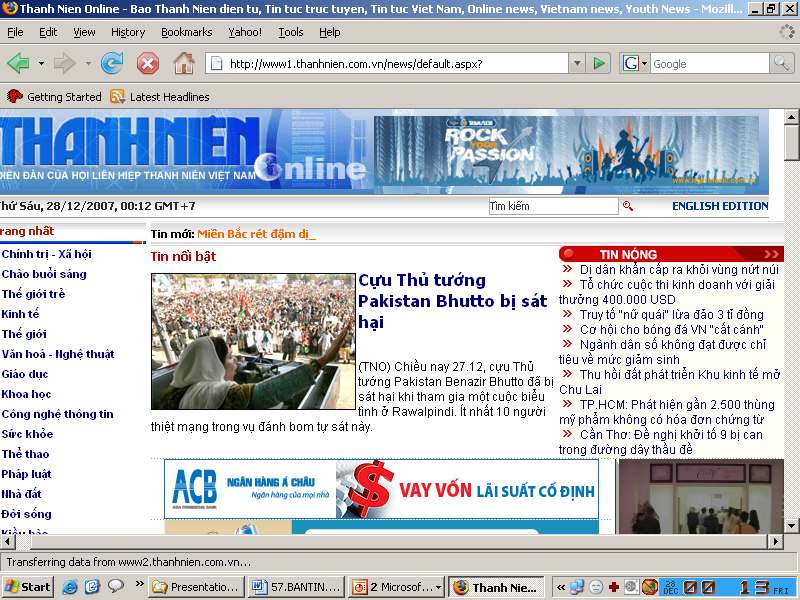 Thanh Nien Online - Bao Thanh Nien dien tu, Tin tuc truc tuyen, Tin tuc Viet Nam, Online news, Vietnam news, Youth News - Mozill...
File Edit View History Bookmarks Yahoo! Tools Help
http://www1.thanhnien.com.vn/news/default.aspx? G Google
Getting Started Latest Headlines
THANH NIEN Online
DIỄN ĐÀN CỦA HỘI LIÊN HIỆP THANH NIÊN VIỆT NAM
ROCK YOUR PASSION
Thứ Sáu, 28/12/2007, 00:12 GMT+7 Tìm kiếm ENGLISH EDITION
rang nhất
Chính trị - Xã hội
Chào buổi sáng
Thế giới trẻ
Kinh tế
Thế giới
Văn hoá - Nghệ thuật
Giáo dục
Khoa học
Công nghệ thông tin
Sức khỏe
Thể thao
Pháp luật
Nhà đất
Đời sống
Kiều bào
Tin mới: Miền Bắc rét đậm dị_
Tin nổi bật
Cựu Thủ tướng
Pakistan Bhutto bị sát
hại
(TNO) Chiều nay 27.12, cựu Thủ
tướng Pakistan Benazir Bhutto đã bị
sát hại khi tham gia một cuộc biểu
tình ở Rawalpindi. Ít nhất 10 người
thiệt mạng trong vụ đánh bom tự sát này.
TIN NÓNG >>
» Di dân khẩn cấp ra khỏi vùng nứt núi
» Tổ chức cuộc thi kinh doanh với giải
thưởng 400.000 USD
» Truy tố "nữ quái" lừa đảo 3 tỉ đồng
» Cơ hội cho bóng đá VN "cất cánh"
» Ngành dân số không đạt được chỉ
tiêu về mức giảm sinh
» Thu hồi đất phát triển Khu kinh tế mở
Chu Lai
» TP.HCM: Phát hiện gần 2.500 thùng
mỹ phẩm không có hóa đơn chứng từ
» Cần Thơ: Đề nghị khởi tố 9 bị can
trong đường dây thầu đề
ACB NGÂN HÀNG Á CHÂU
Ngân hàng của mọi nhà
ASIA COMMERCIAL BANK
$ VAY VỐN LÃI SUẤT CỐ ĐỊNH
Transferring data from www2.thanhnien.com.vn...
Start » Presentatio... 57.BANTIN.... 2 Microsof... Thanh Nie... « 28 DEC 00 13 FRI